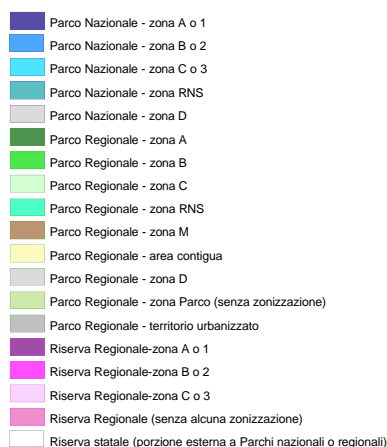 Parco Nazionale - zona A o 1
Parco Nazionale - zona B o 2
Parco Nazionale - zona C o 3
Parco Nazionale - zona RNS
Parco Nazionale - zona D
Parco Regionale - zona A
Parco Regionale - zona B
Parco Regionale - zona C
Parco Regionale - zona RNS
Parco Regionale - zona M
Parco Regionale - area contigua
Parco Regionale - zona D
Parco Regionale - zona Parco (senza zonizzazione)
Parco Regionale - territorio urbanizzato
Riserva Regionale-zona A o 1
Riserva Regionale-zona B o 2
Riserva Regionale-zona C o 3
Riserva Regionale (senza alcuna zonizzazione)
Riserva statale (porzione esterna a Parchi nazionali o regionali)